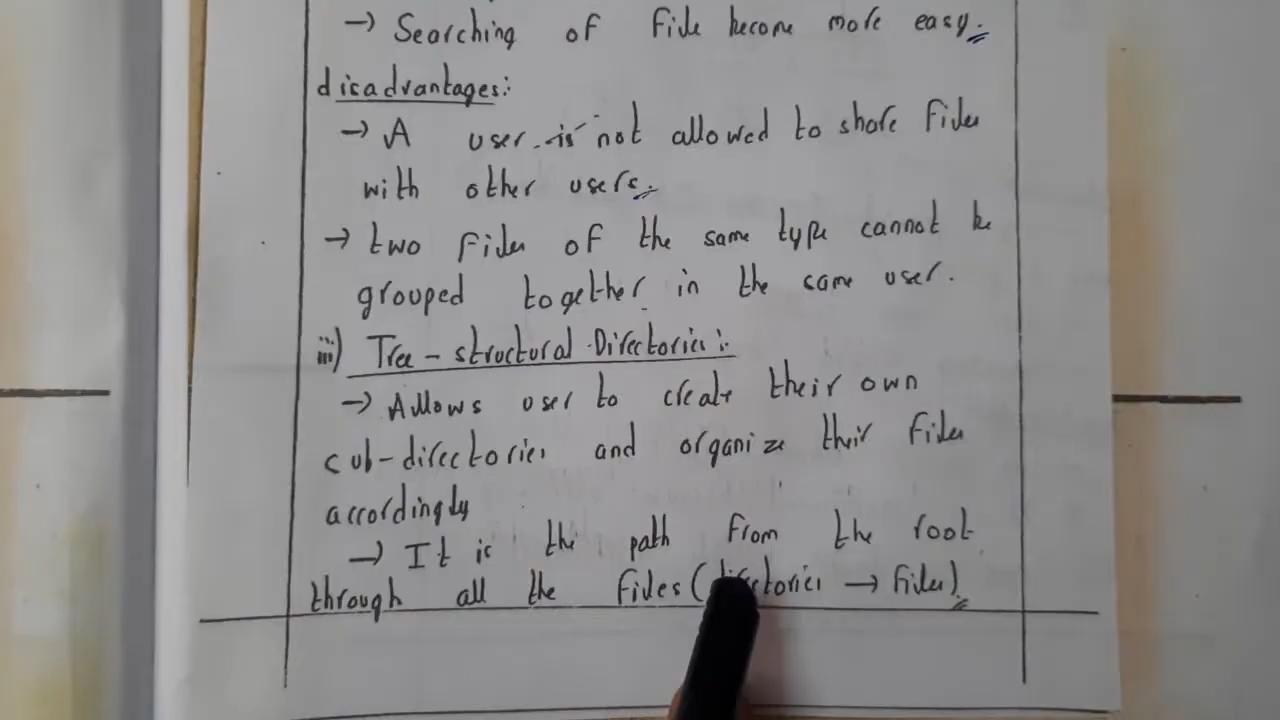 → Searching of file become more easy.
disadvantages:
→ A user is not allowed to share files
with other users.
→ two files of the same type cannot be
grouped together in the same user.
iii) Tree - structural Directories:
→ Allows user to create their own
sub-directories and organize their files
accordingly
→ It is the path from the root
through all the files (directories → files).